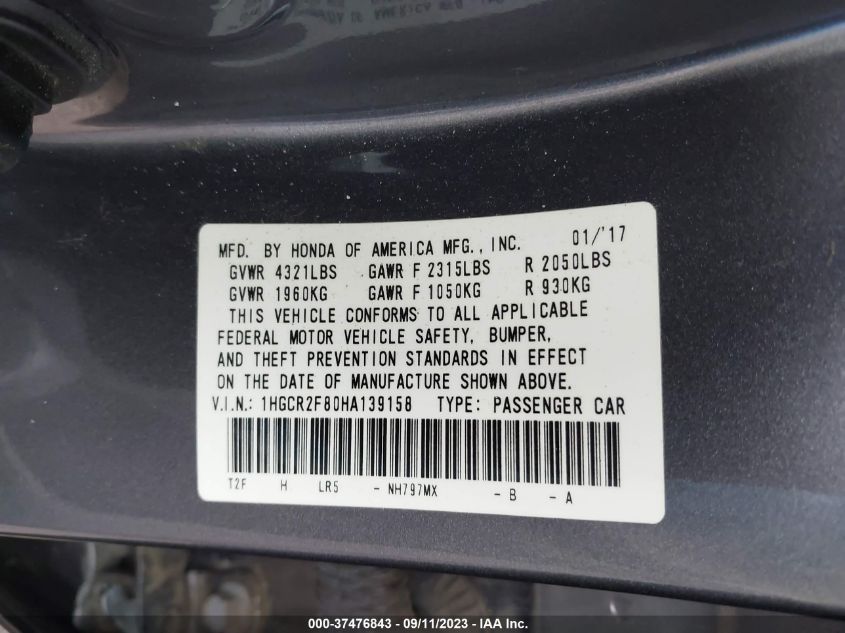 MFD. BY HONDA OF AMERICA MFG., INC. 01/'17
GVWR 4321LBS GAWR F 2315LBS R 2050LBS
GVWR 1960KG GAWR F 1050KG R 930KG
THIS VEHICLE CONFORMS TO ALL APPLICABLE
FEDERAL MOTOR VEHICLE SAFETY, BUMPER,
AND THEFT PREVENTION STANDARDS IN EFFECT
ON THE DATE OF MANUFACTURE SHOWN ABOVE.
V.I.N.: 1HGCR2F80HA139158 TYPE: PASSENGER CAR
T2F H LR5 - NH797MX - B - A
000-37476843 - 09/11/2023 - IAA Inc.